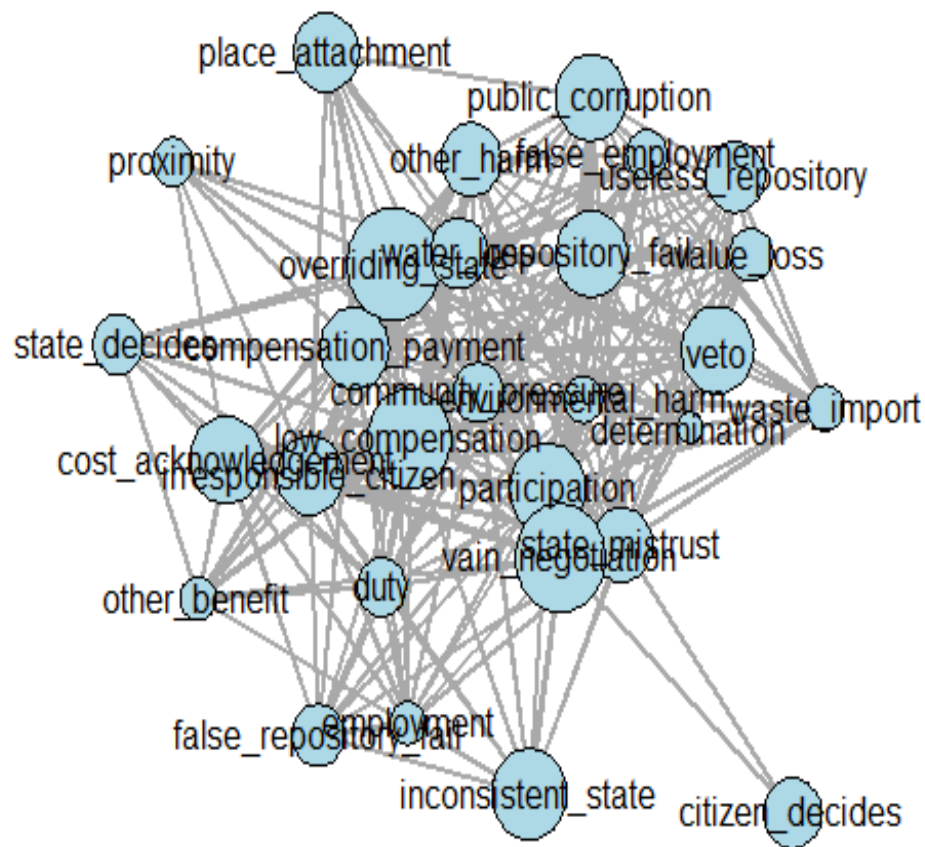 place_attachment
public_corruption
proximity
other_harm
false_employment
useless_repository
water_loss
repository_fail
value_loss
overriding_state
state_decides
compensation_payment
veto
community_pressure
environmental_harm
waste_import
determination
low_compensation
cost_acknowledgement
irresponsible_citizen
participation
state_mistrust
vain_negotiation
other_benefit
duty
employment
false_repository_fail
inconsistent_state
citizen_decides